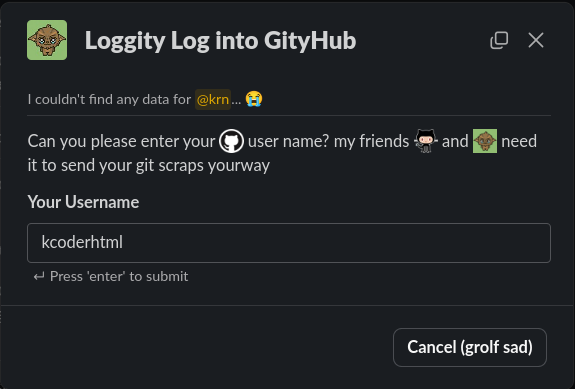 Loggity Log into GityHub
I couldn't find any data for @krn... 😭
Can you please enter your user name? my friends and need
it to send your git scraps yourway
Your Username
kcoderhtml
↵ Press 'enter' to submit
Cancel (grolf sad)